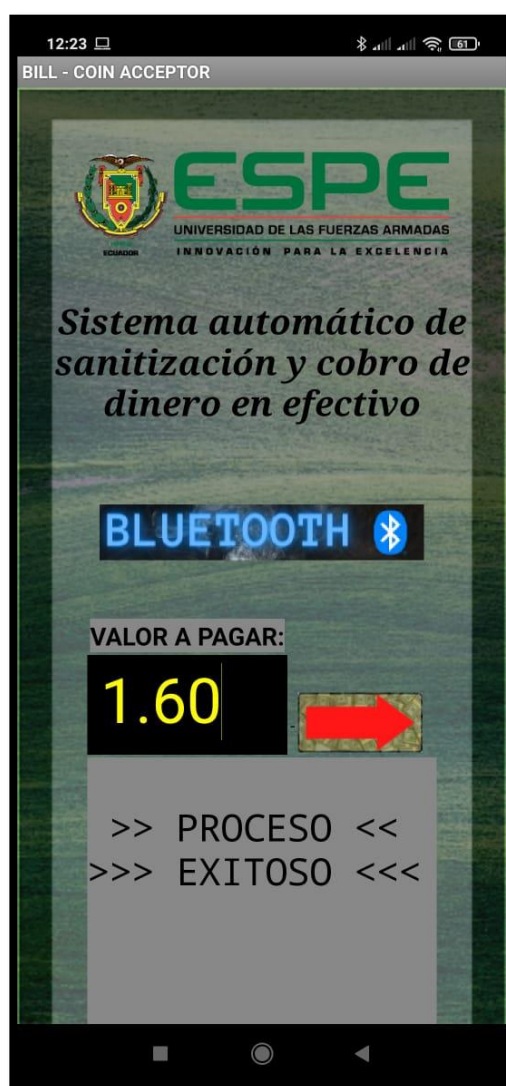 12:23
61
BILL - COIN ACCEPTOR
ESPE
UNIVERSIDAD DE LAS FUERZAS ARMADAS
INNOVACIÓN PARA LA EXCELENCIA
ECUADOR
Sistema automático de
sanitización y cobro de
dinero en efectivo
BLUETOOTH
VALOR A PAGAR:
1.60
>> PROCESO <<
>>> EXITOSO <<<